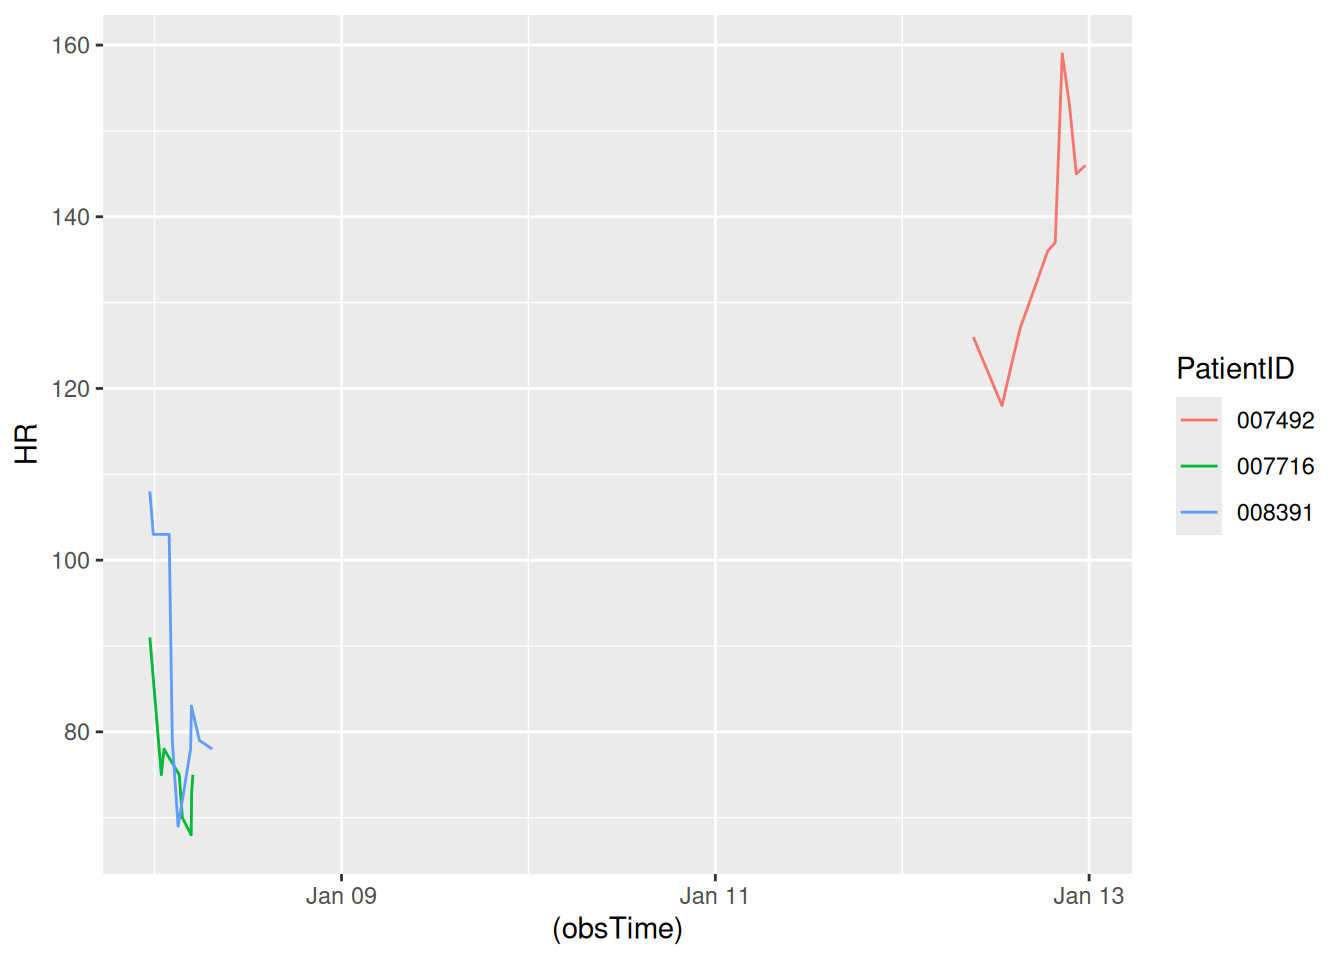 160
140
120
100
80
HR
Jan 09
Jan 11
Jan 13
(obsTime)
PatientID
007492
007716
008391